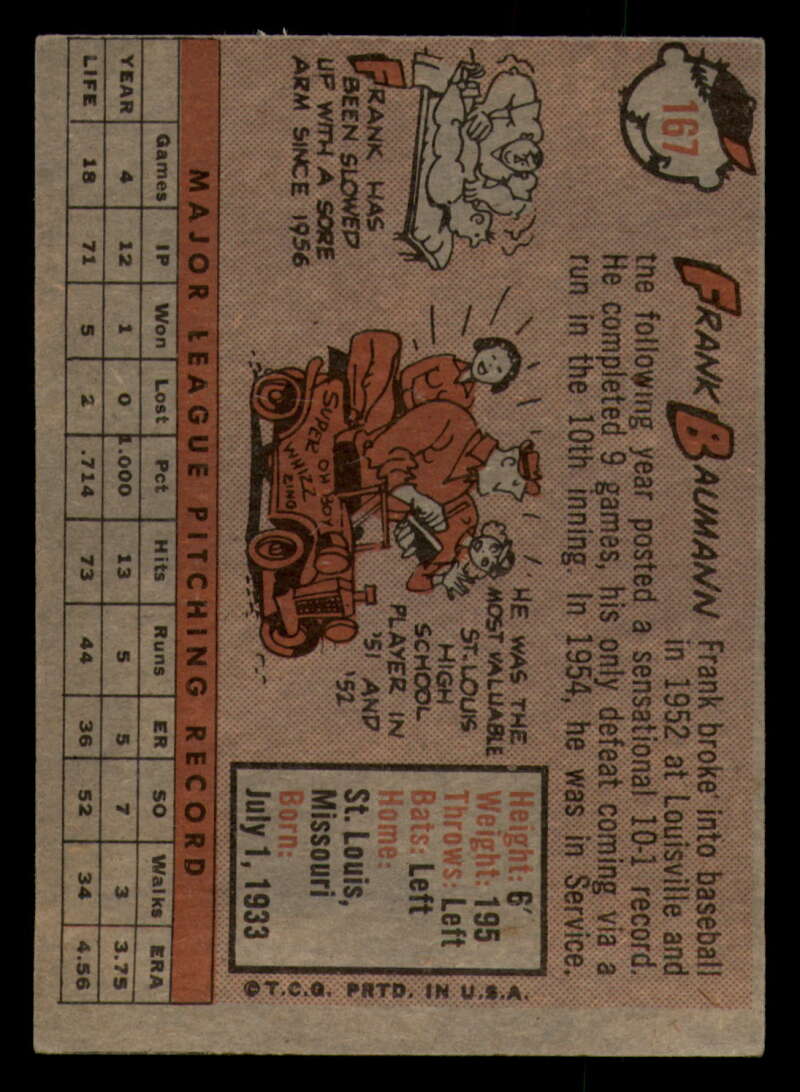 167
FRANK BAUMANN Frank broke into baseball
in 1952 at Louisville and
the following year posted a sensational 10-1 record.
He completed 9 games, his only defeat coming via a
run in the 10th inning. In 1954, he was in Service.
FRANK HAS
BEEN SLOWED
UP WITH A SORE
ARM SINCE 1956
SUPER
OH BOY
WHIZZ
ZING
HE WAS THE
MOST VALUABLE
ST. LOUIS
HIGH
SCHOOL
PLAYER IN
'51 AND
'52
Height: 6'
Weight: 195
Throws: Left
Bats: Left
Home:
St. Louis,
Missouri
Born:
July 1, 1933
© T.C.G. PRTD. IN U.S.A.
MAJOR LEAGUE PITCHING RECORD
Games IP Won Lost Pct Hits Runs ER SO Walks ERA
YEAR 4 12 1 0 1.000 13 5 5 7 3 3.75
LIFE 18 71 5 2 .714 73 44 36 52 34 4.56